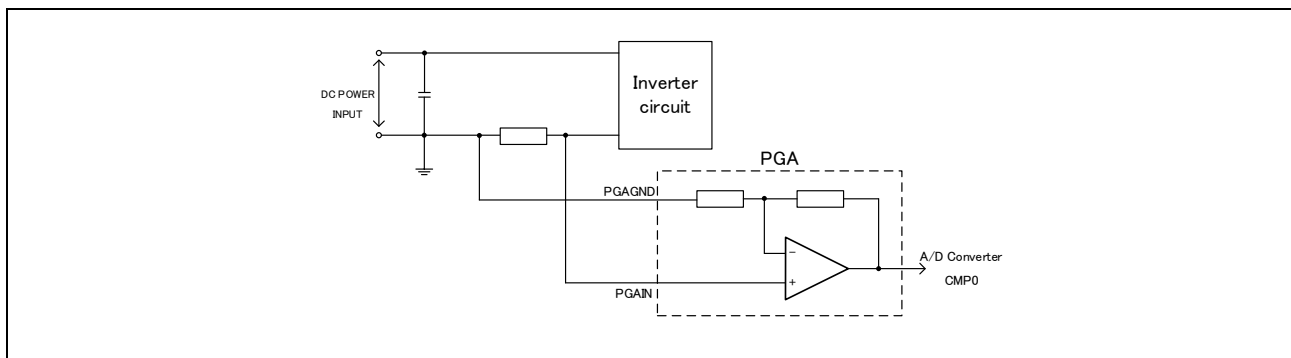 Inverter
circuit
DC POWER
INPUT
PGA
PGAGND
−
+
A/D Converter
CMP0
PGAIN